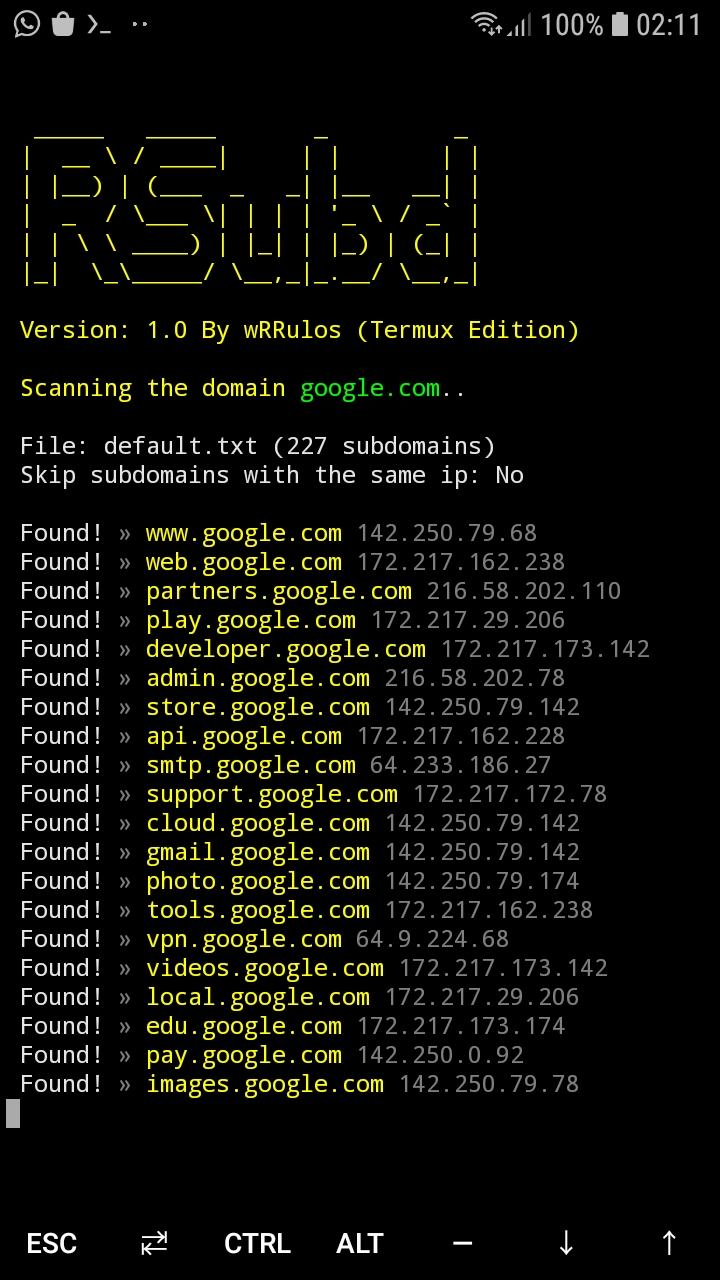 100% 02:11
RSubd
Version: 1.0 By wRRulos (Termux Edition)
Scanning the domain google.com..
File: default.txt (227 subdomains)
Skip subdomains with the same ip: No
Found! » www.google.com 142.250.79.68
Found! » web.google.com 172.217.162.238
Found! » partners.google.com 216.58.202.110
Found! » play.google.com 172.217.29.206
Found! » developer.google.com 172.217.173.142
Found! » admin.google.com 216.58.202.78
Found! » store.google.com 142.250.79.142
Found! » api.google.com 172.217.162.228
Found! » smtp.google.com 64.233.186.27
Found! » support.google.com 172.217.172.78
Found! » cloud.google.com 142.250.79.142
Found! » gmail.google.com 142.250.79.142
Found! » photo.google.com 142.250.79.174
Found! » tools.google.com 172.217.162.238
Found! » vpn.google.com 64.9.224.68
Found! » videos.google.com 172.217.173.142
Found! » local.google.com 172.217.29.206
Found! » edu.google.com 172.217.173.174
Found! » pay.google.com 142.250.0.92
Found! » images.google.com 142.250.79.78
ESC ⇄ CTRL ALT — ↓ ↑